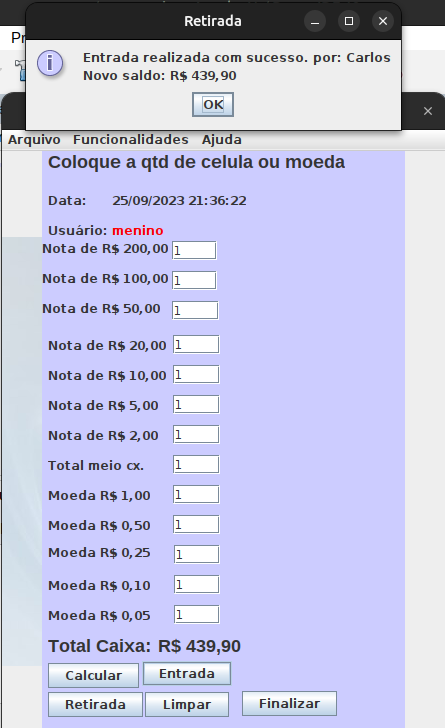 Retirada
Pr
Entrada realizada com sucesso. por: Carlos
Novo saldo: R$ 439,90
OK
Arquivo Funcionalidades Ajuda
Coloque a qtd de celula ou moeda
Data: 25/09/2023 21:36:22
Usuário: menino
Nota de R$ 200,00 1
Nota de R$ 100,00 1
Nota de R$ 50,00 1
Nota de R$ 20,00 1
Nota de R$ 10,00 1
Nota de R$ 5,00 1
Nota de R$ 2,00 1
Total meio cx. 1
Moeda R$ 1,00 1
Moeda R$ 0,50 1
Moeda R$ 0,25 1
Moeda R$ 0,10 1
Moeda R$ 0,05 1
Total Caixa: R$ 439,90
Calcular Entrada
Retirada Limpar Finalizar